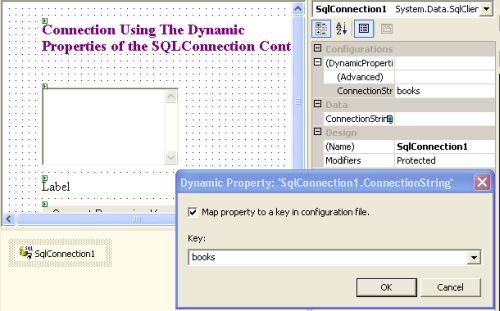 Connection Using The Dynamic
Properties of the SQLConnection Cont
Label
SqlConnection1
SqlConnection1 System.Data.SqlClien
Configurations
(DynamicProperti
(Advanced)
ConnectionStr books
Data
ConnectionString
Design
(Name) SqlConnection1
Modifiers Protected
Dynamic Property: 'SqlConnection1.ConnectionString'
Map property to a key in configuration file.
Key:
books
OK Cancel